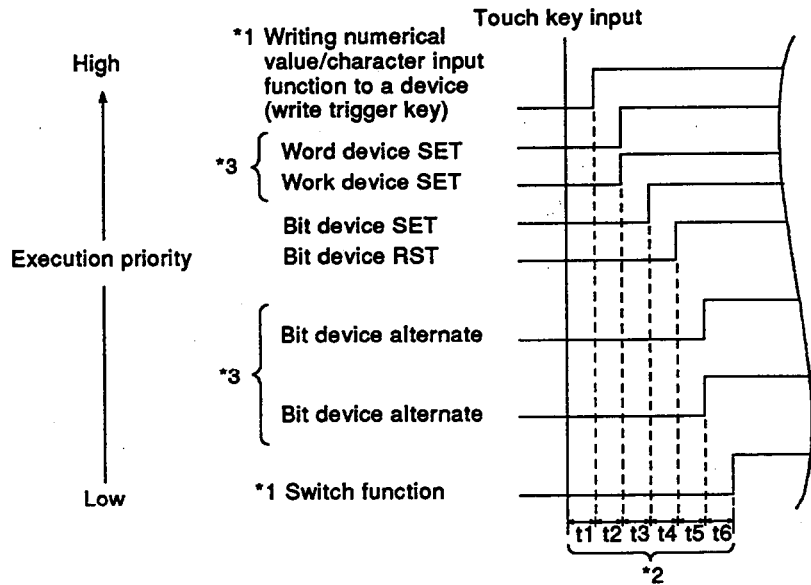 Touch key input
*1 Writing numerical
value/character input
function to a device
(write trigger key)
High
*3
Word device SET
Work device SET
Bit device SET
Execution priority
Bit device RST
Bit device alternate
*3
Bit device alternate
*1 Switch function
Low
t1 t2 t3 t4 t5 t6
*2